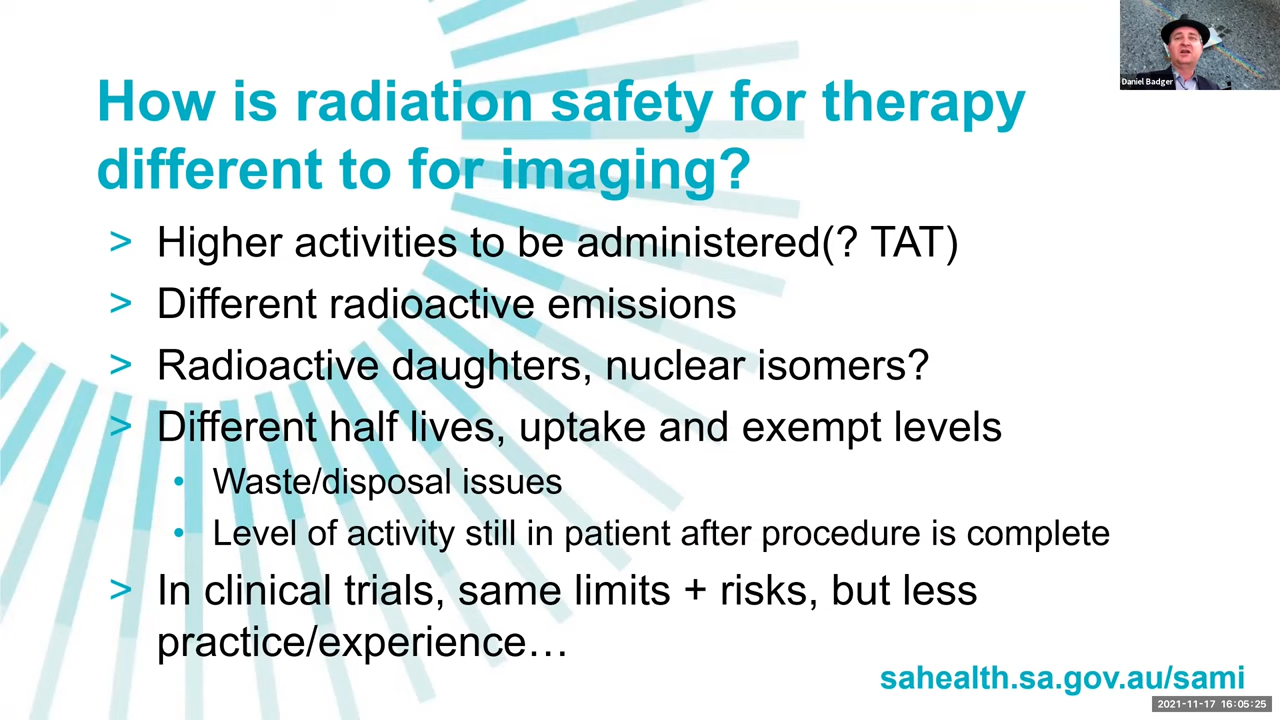 Daniel Badger
How is radiation safety for therapy
different to for imaging?
> Higher activities to be administered(? TAT)
> Different radioactive emissions
> Radioactive daughters, nuclear isomers?
> Different half lives, uptake and exempt levels
• Waste/disposal issues
• Level of activity still in patient after procedure is complete
> In clinical trials, same limits + risks, but less
practice/experience…
sahealth.sa.gov.au/sami
2021-11-17 16:05:25